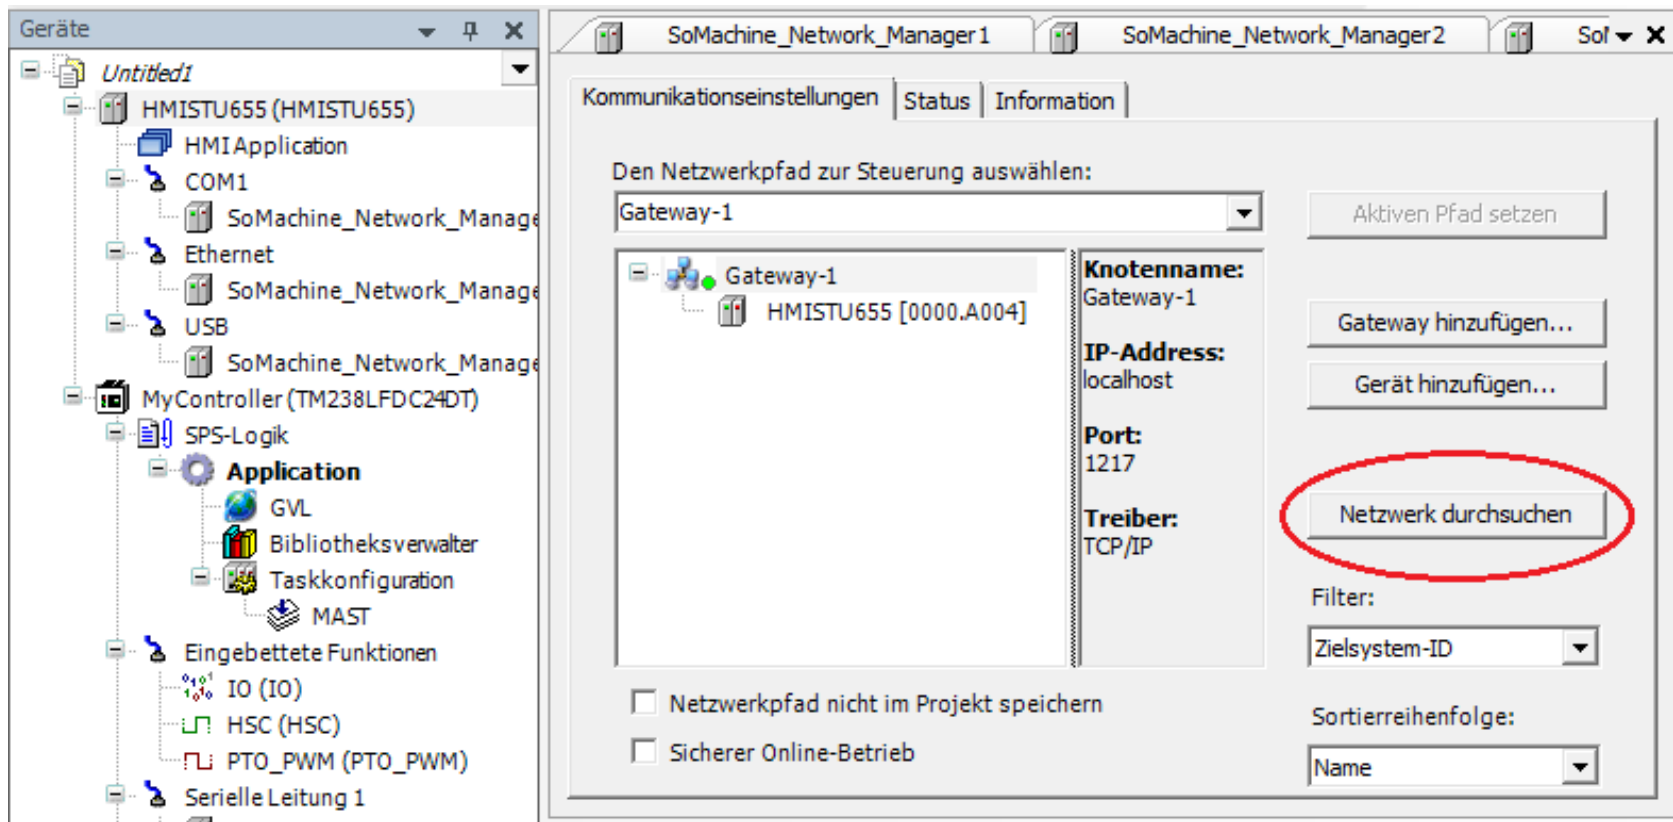 Geräte
Untitled1
HMISTU655 (HMISTU655)
HMI Application
COM1
SoMachine_Network_Manage
Ethernet
SoMachine_Network_Manage
USB
SoMachine_Network_Manage
MyController (TM238LFDC24DT)
SPS-Logik
Application
GVL
Bibliotheksverwalter
Taskkonfiguration
MAST
Eingebettete Funktionen
IO (IO)
HSC (HSC)
PTO_PWM (PTO_PWM)
Serielle Leitung 1
SoMachine_Network_Manager1
SoMachine_Network_Manager2
Kommunikationseinstellungen
Status
Information
Den Netzwerkpfad zur Steuerung auswählen:
Gateway-1
Aktiven Pfad setzen
Gateway-1
HMISTU655 [0000.A004]
Knotenname:
Gateway-1
IP-Address:
localhost
Port:
1217
Treiber:
TCP/IP
Gateway hinzufügen...
Gerät hinzufügen...
Netzwerk durchsuchen
Filter:
Zielsystem-ID
Sortierreihenfolge:
Name
Netzwerkpfad nicht im Projekt speichern
Sicherer Online-Betrieb